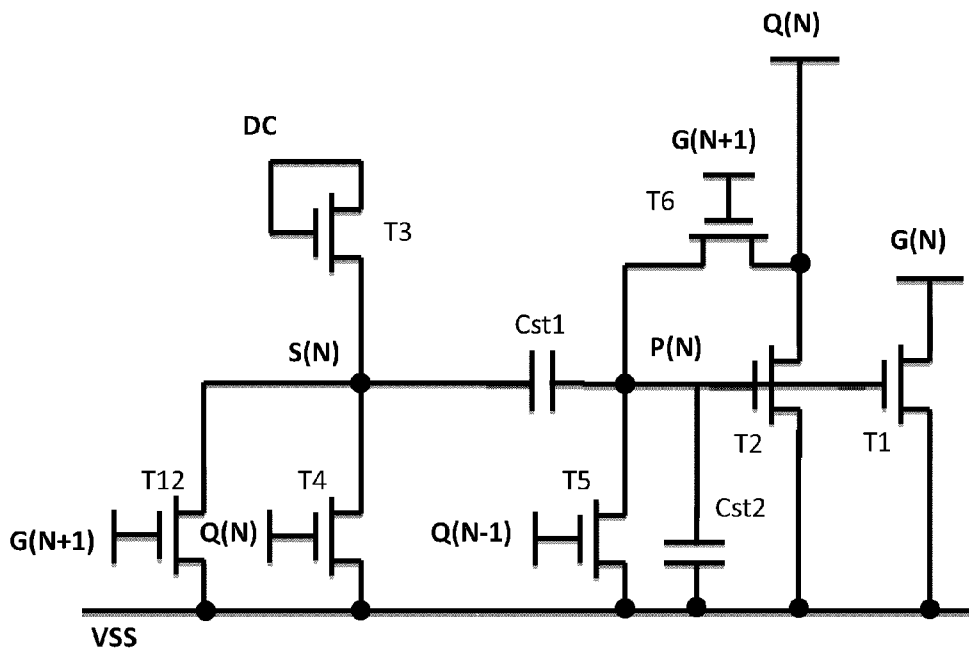 Q(N)
DC
G(N+1)
T6
T3
G(N)
Cst1
S(N)
P(N)
T2
T1
T12
T4
T5
Cst2
G(N+1)
Q(N)
Q(N-1)
VSS